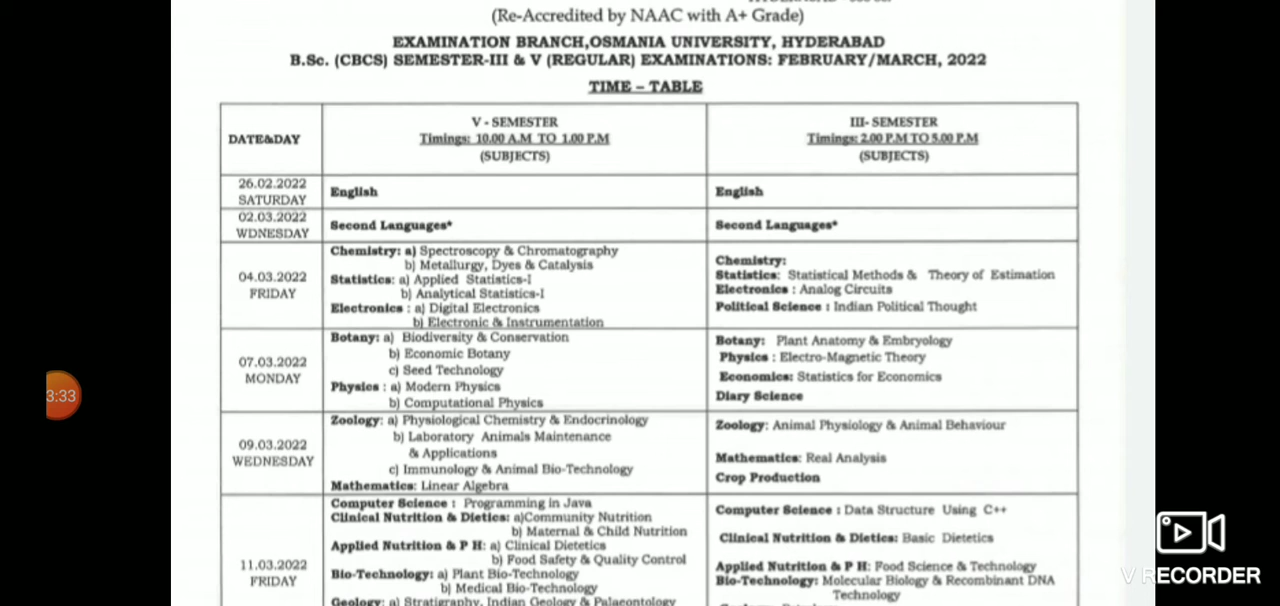 (Re-Accredited by NAAC with A+ Grade)
EXAMINATION BRANCH,OSMANIA UNIVERSITY, HYDERABAD
B.Sc. (CBCS) SEMESTER-III & V (REGULAR) EXAMINATIONS: FEBRUARY/MARCH, 2022
TIME – TABLE
DATE&DAY
V - SEMESTER
Timings: 10.00 A.M TO 1.00 P.M
(SUBJECTS)
III- SEMESTER
Timings: 2.00 P.M TO 5.00 P.M
(SUBJECTS)
26.02.2022
SATURDAY
English
English
02.03.2022
WDNESDAY
Second Languages*
Second Languages*
04.03.2022
FRIDAY
Chemistry: a) Spectroscopy & Chromatography
b) Metallurgy, Dyes & Catalysis
Statistics: a) Applied Statistics-I
b) Analytical Statistics-I
Electronics : a) Digital Electronics
b) Electronic & Instrumentation
Chemistry:
Statistics: Statistical Methods & Theory of Estimation
Electronics : Analog Circuits
Political Science : Indian Political Thought
07.03.2022
MONDAY
Botany: a) Biodiversity & Conservation
b) Economic Botany
c) Seed Technology
Physics : a) Modern Physics
b) Computational Physics
Botany: Plant Anatomy & Embryology
Physics : Electro-Magnetic Theory
Economics: Statistics for Economics
Diary Science
09.03.2022
WEDNESDAY
Zoology: a) Physiological Chemistry & Endocrinology
b) Laboratory Animals Maintenance
& Applications
c) Immunology & Animal Bio-Technology
Mathematics: Linear Algebra
Zoology: Animal Physiology & Animal Behaviour
Mathematics: Real Analysis
Crop Production
11.03.2022
FRIDAY
Computer Science : Programming in Java
Clinical Nutrition & Dietics: a)Community Nutrition
b) Maternal & Child Nutrition
Applied Nutrition & P H: a) Clinical Dietetics
b) Food Safety & Quality Control
Bio-Technology: a) Plant Bio-Technology
b) Medical Bio-Technology
Geology: a) Stratigraphy, Indian Geology & Palaeontology
Computer Science : Data Structure Using C++
Clinical Nutrition & Dietics: Basic Dietetics
Applied Nutrition & P H: Food Science & Technology
Bio-Technology: Molecular Biology & Recombinant DNA
Technology
3:33
V RECORDER